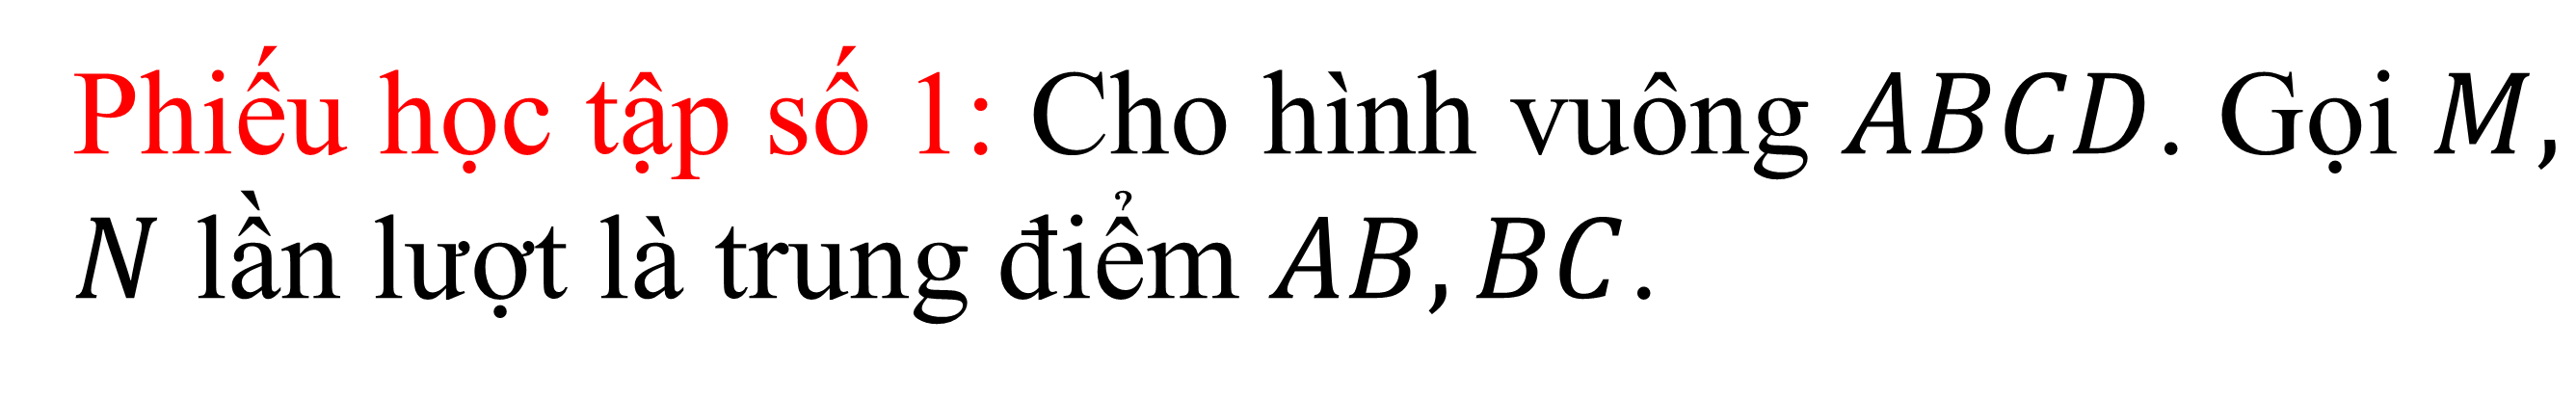 Phiếu học tập số 1: Cho hình vuông ABCD. Gọi M,
N lần lượt là trung điểm AB, BC.